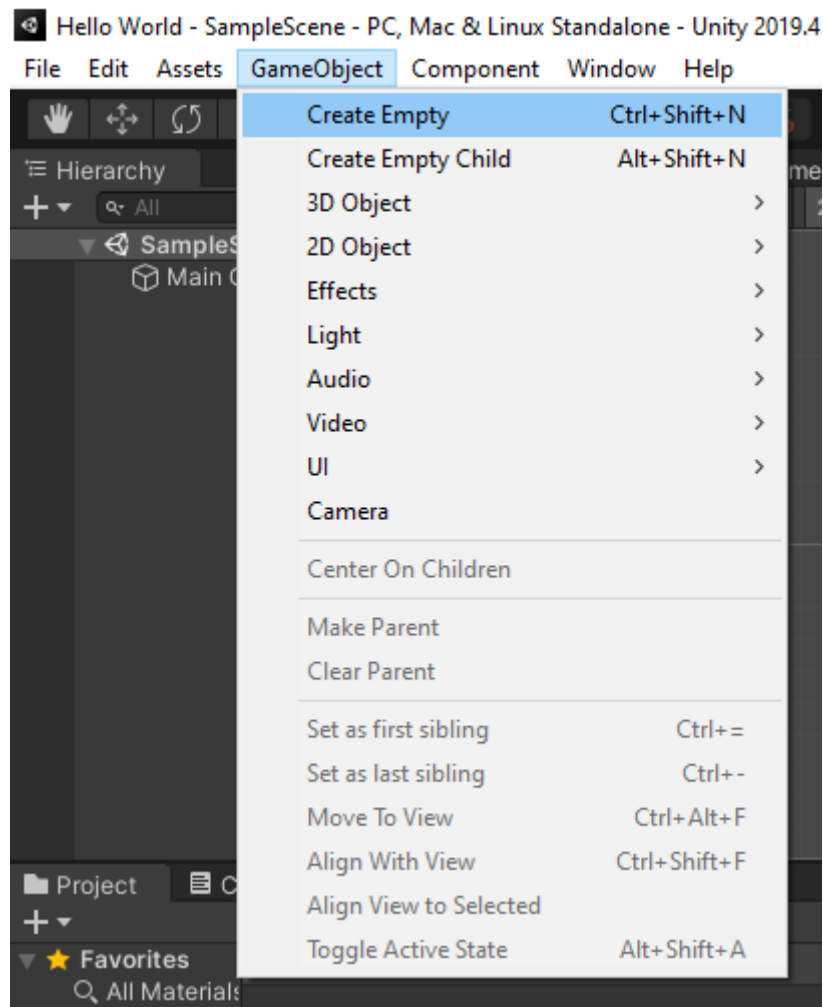 Hello World - SampleScene - PC, Mac & Linux Standalone - Unity 2019.4
File Edit Assets GameObject Component Window Help
Create Empty Ctrl+Shift+N
Hierarchy
Create Empty Child Alt+Shift+N
All
3D Object
SampleS
2D Object
Main
Effects
Light
Audio
Video
UI
Camera
Center On Children
Make Parent
Clear Parent
Set as first sibling Ctrl+=
Set as last sibling Ctrl+-
Move To View Ctrl+Alt+F
Align With View Ctrl+Shift+F
Project
Align View to Selected
Toggle Active State Alt+Shift+A
Favorites
All Materials